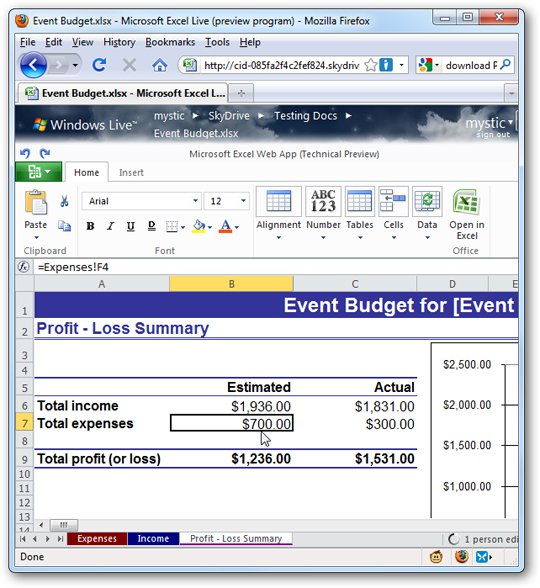 Event Budget.xlsx - Microsoft Excel Live (preview program) - Mozilla Firefox
File Edit View History Bookmarks Tools Help
http://cid-085fa2f4c2fef824.skydriv
download F
Event Budget.xlsx - Microsoft Excel L...
Windows Live™ mystic ▸ SkyDrive ▸ Testing Docs ▸
Event Budget.xlsx
mystic
sign out
Microsoft Excel Web App (Technical Preview)
Home Insert
Arial 12
ABC
123
Paste B I U D A Alignment Number Tables Cells Data Open in
Excel
Clipboard Font Office
=Expenses!F4
A B C D E
1 Event Budget for [Event
2 Profit - Loss Summary
3
4 $2,500.00
5 Estimated Actual
6 Total income $1,936.00 $1,831.00 $2,000.00
7 Total expenses $700.00 $300.00
8 $1,500.00
9 Total profit (or loss) $1,236.00 $1,531.00
10
11 $1,000.00
12
13
14
Expenses Income Profit - Loss Summary 1 person edi
Done